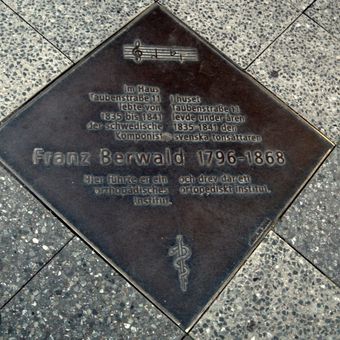 Im Haus
Taubenstraße 11
lebte von
1835 bis 1841
der schwedische
Componist
I huset
Taubenstraße 11
levde under åren
1835-1841 den
svenska tonsättaren
Franz Berwald 1796-1868
Hier führte er ein
orthopädisches
Institut.
och drev där ett
ortopediskt institut.